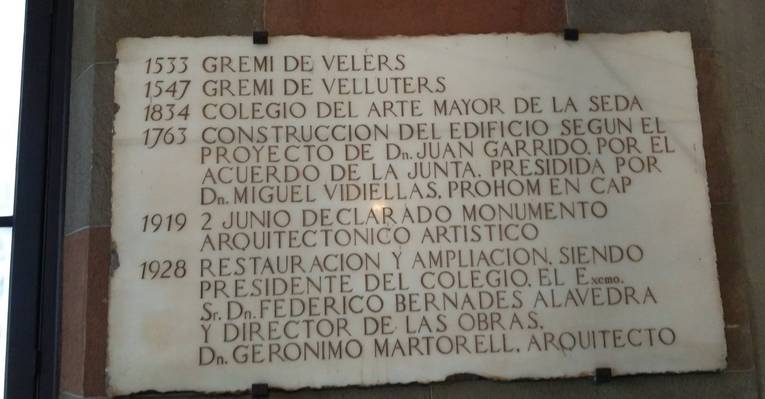 1533 GREMI DE VELERS
1547 GREMI DE VELLUTERS
1834 COLEGIO DEL ARTE MAYOR DE LA SEDA
1763 CONSTRUCCION DEL EDIFICIO SEGUN EL
PROYECTO DE Dn. JUAN GARRIDO. POR EL
ACUERDO DE LA JUNTA. PRESIDIDA POR
Dn. MIGUEL VIDIELLAS. PROHOM EN CAP
1919 2 JUNIO DECLARADO MONUMENTO
ARQUITECTONICO ARTISTICO
1928 RESTAURACION Y AMPLIACION. SIENDO
PRESIDENTE DEL COLEGIO. EL Excmo.
Sr. Dn. FEDERICO BERNADES ALAVEDRA
Y DIRECTOR DE LAS OBRAS.
Dn. GERONIMO MARTORELL. ARQUITECTO